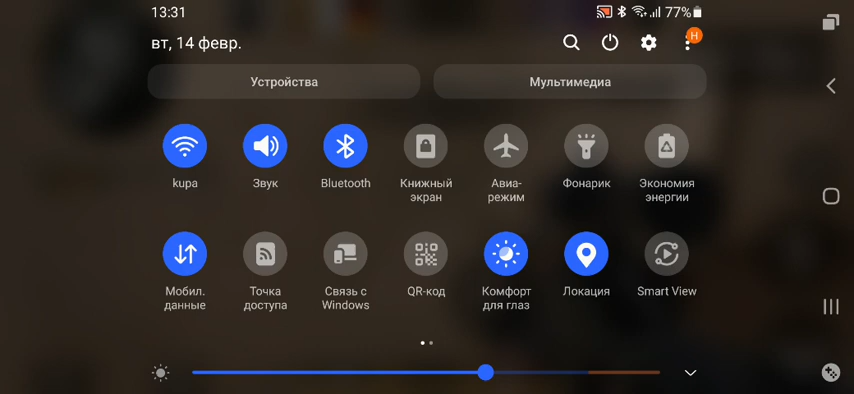 13:31
77%
вт, 14 февр.
Н
Устройства
Мультимедиа
kupa
Звук
Bluetooth
Книжный
экран
Авиа-
режим
Фонарик
Экономия
энергии
Мобил.
данные
Точка
доступа
Связь с
Windows
QR-код
Комфорт
для глаз
Локация
Smart View